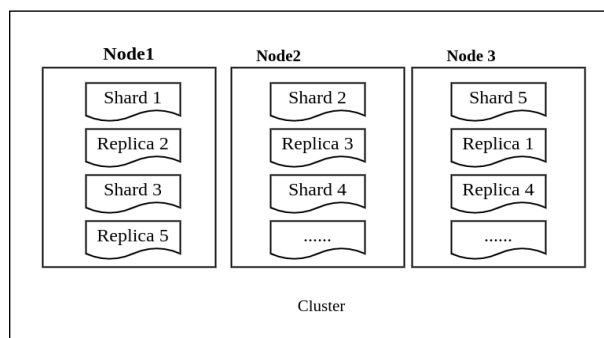 Node1
Shard 1
Replica 2
Shard 3
Replica 5
Node2
Shard 2
Replica 3
Shard 4
......
Node 3
Shard 5
Replica 1
Replica 4
......
Cluster